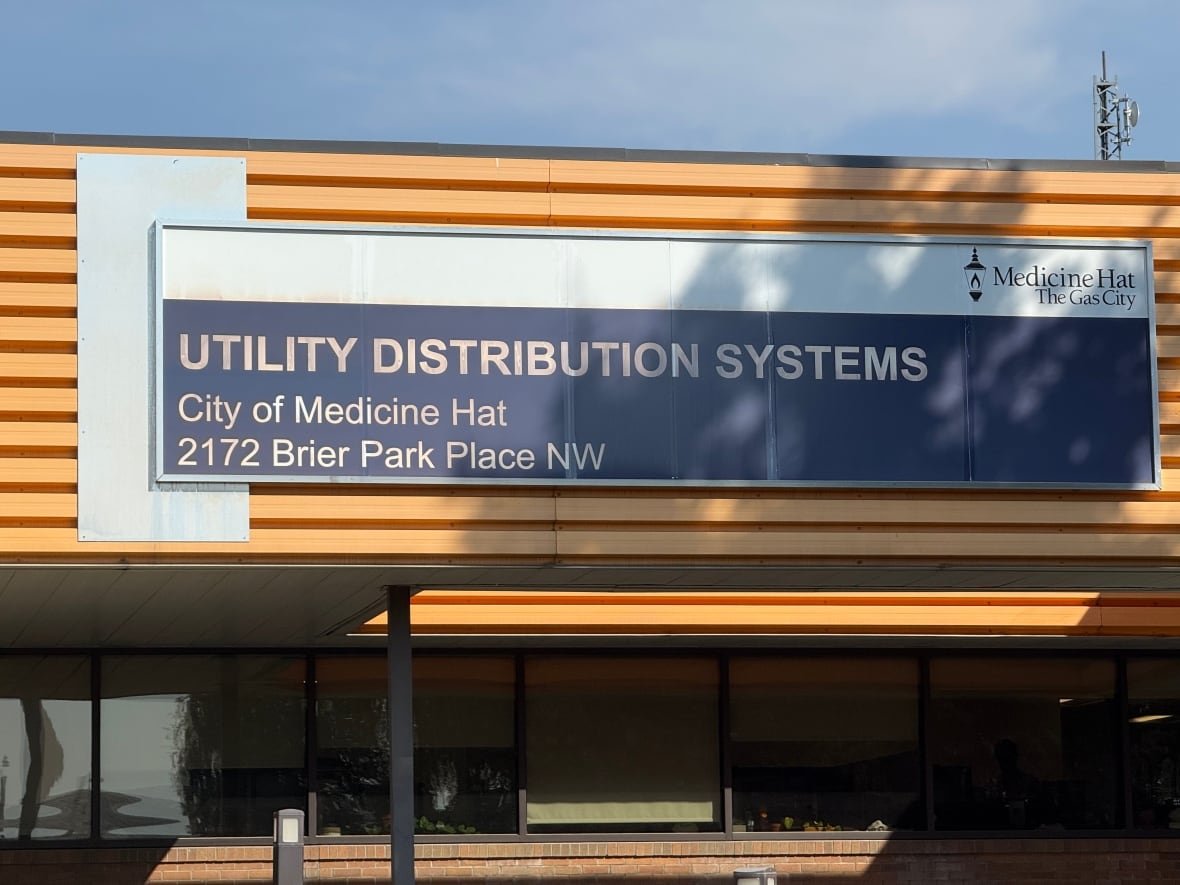 Medicine Hat
The Gas City
UTILITY DISTRIBUTION SYSTEMS
City of Medicine Hat
2172 Brier Park Place NW